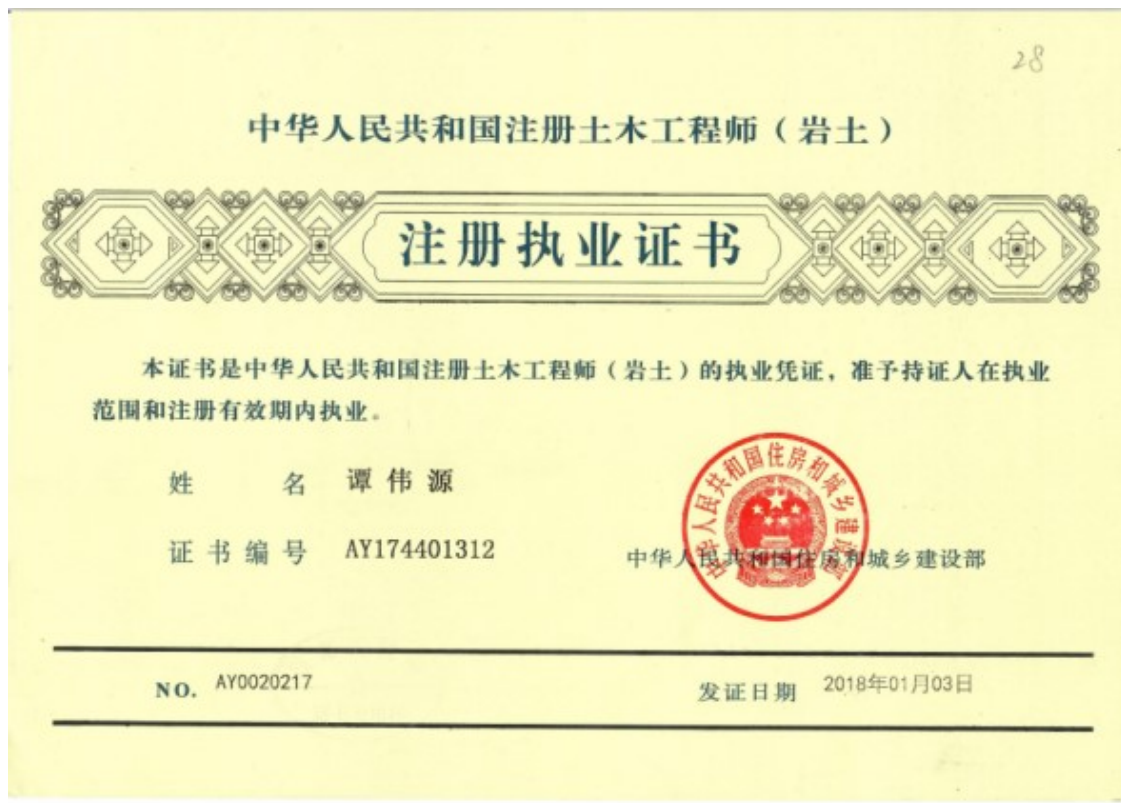 28
中华人民共和国注册土木工程师（岩土）
注册执业证书
本证书是中华人民共和国注册土木工程师（岩土）的执业凭证，准予持证人在执业
范围和注册有效期内执业。
姓 名 谭伟源
证书编号 AY174401312
中华人民共和国住房和城乡建设部
中华人民共和国住房和城乡建设部
NO. AY0020217
发证日期 2018年01月03日